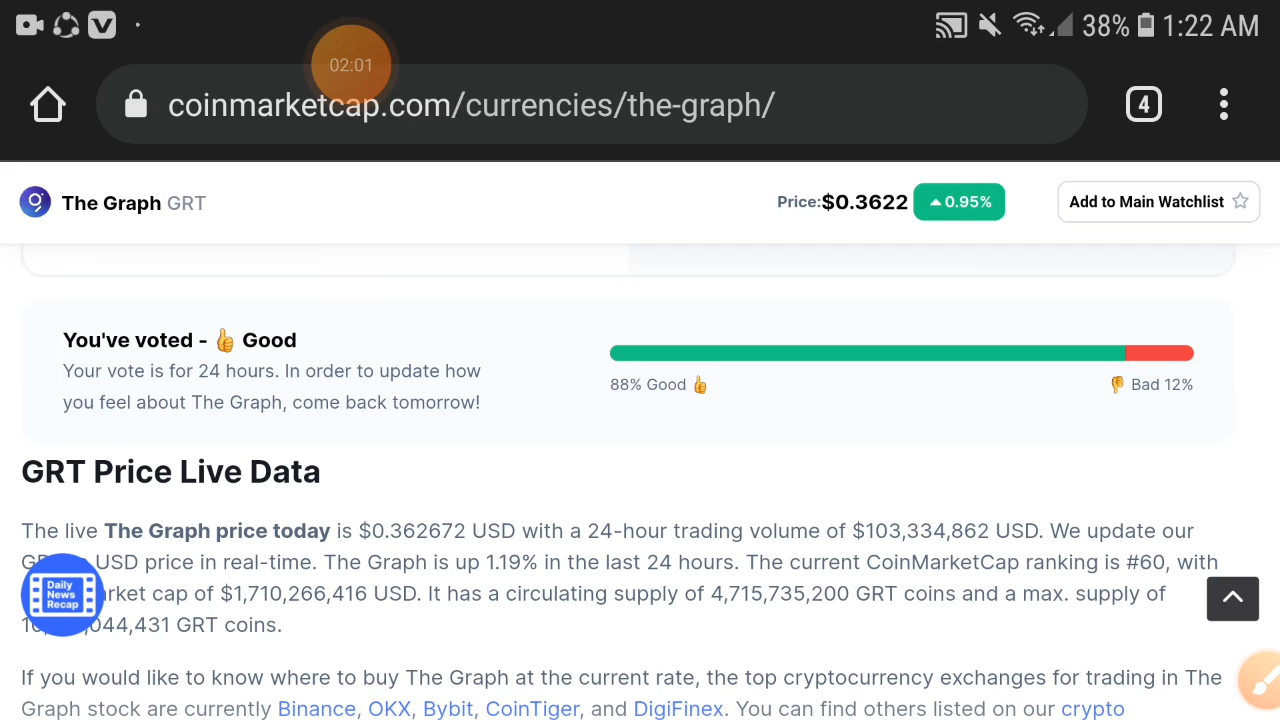 38% 1:22 AM
02:01
coinmarketcap.com/currencies/the-graph/
4
The Graph GRT
Price:$0.3622
0.95%
Add to Main Watchlist
You've voted - 👍 Good
Your vote is for 24 hours. In order to update how
you feel about The Graph, come back tomorrow!
88% Good 👍
👎 Bad 12%
GRT Price Live Data
The live The Graph price today is $0.362672 USD with a 24-hour trading volume of $103,334,862 USD. We update our
USD price in real-time. The Graph is up 1.19% in the last 24 hours. The current CoinMarketCap ranking is #60, with
cap of $1,710,266,416 USD. It has a circulating supply of 4,715,735,200 GRT coins and a max. supply of
GRT coins.
Daily
News
Recap
If you would like to know where to buy The Graph at the current rate, the top cryptocurrency exchanges for trading in The
Graph stock are currently Binance, OKX, Bybit, CoinTiger, and DigiFinex. You can find others listed on our crypto